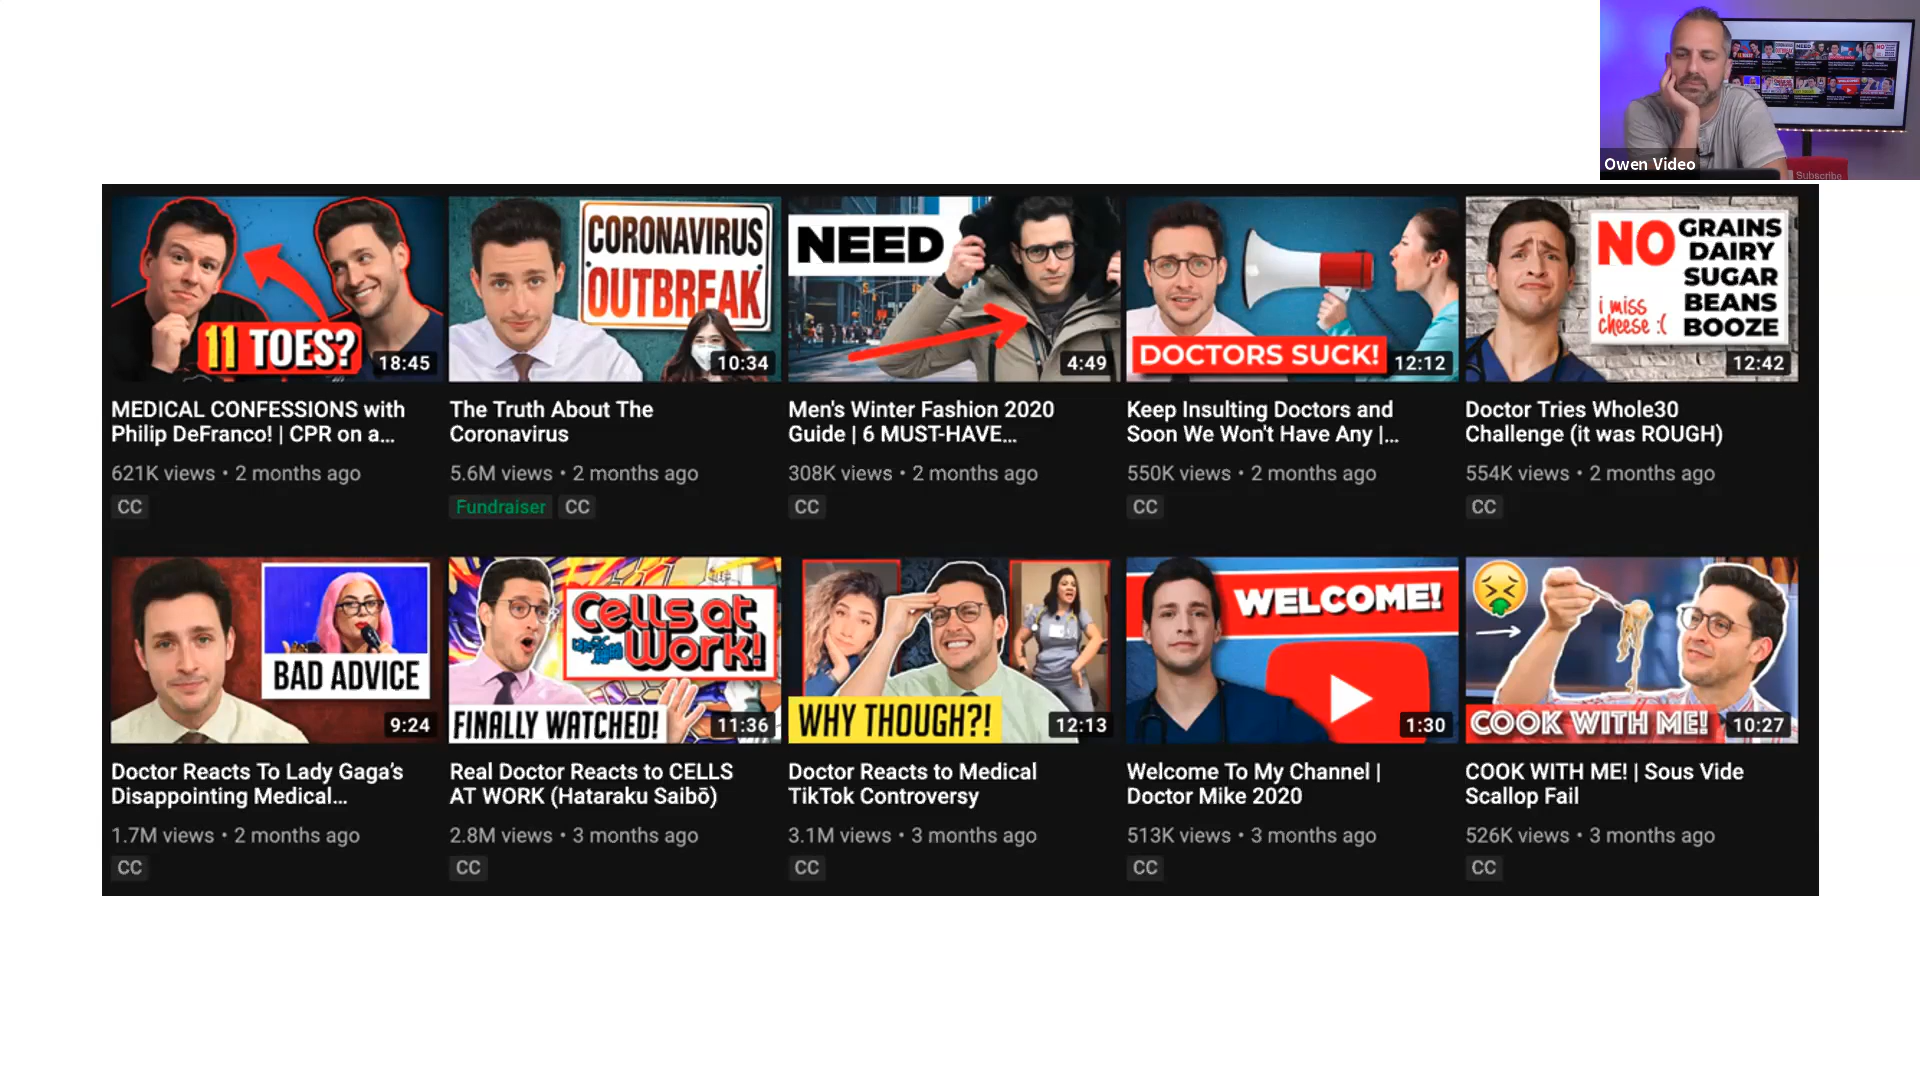 Owen Video
Subscribe
11 TOES?
18:45
CORONAVIRUS
OUTBREAK
10:34
NEED
4:49
DOCTORS SUCK!
12:12
NO GRAINS
DAIRY
SUGAR
BEANS
BOOZE
i miss
cheese :(
12:42
MEDICAL CONFESSIONS with
Philip DeFranco! | CPR on a...
621K views • 2 months ago
CC
The Truth About The
Coronavirus
5.6M views • 2 months ago
Fundraiser CC
Men's Winter Fashion 2020
Guide | 6 MUST-HAVE...
308K views • 2 months ago
CC
Keep Insulting Doctors and
Soon We Won't Have Any |...
550K views • 2 months ago
CC
Doctor Tries Whole30
Challenge (it was ROUGH)
554K views • 2 months ago
CC
BAD ADVICE
9:24
Cells at
Work!
FINALLY WATCHED!
11:36
WHY THOUGH?!
12:13
WELCOME!
1:30
COOK WITH ME!
10:27
Doctor Reacts To Lady Gaga’s
Disappointing Medical...
1.7M views • 2 months ago
CC
Real Doctor Reacts to CELLS
AT WORK (Hataraku Saibō)
2.8M views • 3 months ago
CC
Doctor Reacts to Medical
TikTok Controversy
3.1M views • 3 months ago
CC
Welcome To My Channel |
Doctor Mike 2020
513K views • 3 months ago
CC
COOK WITH ME! | Sous Vide
Scallop Fail
526K views • 3 months ago
CC